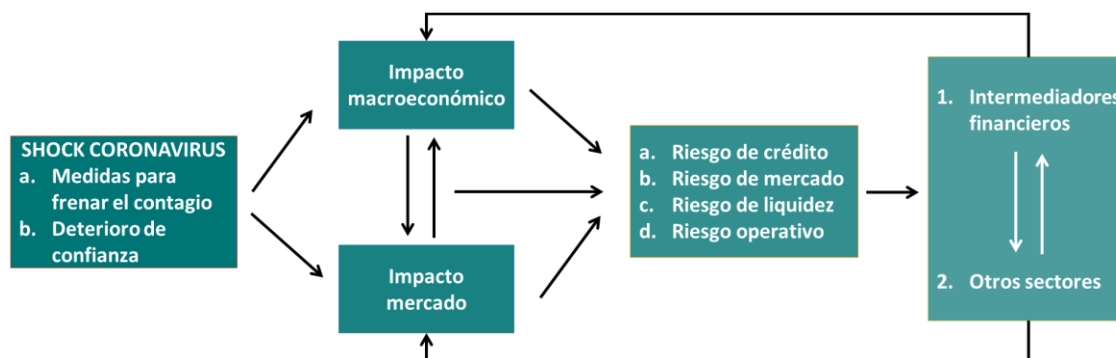 SHOCK CORONAVIRUS
a. Medidas para
frenar el contagio
b. Deterioro de
confianza
Impacto
macroeconómico
Impacto
mercado
a. Riesgo de crédito
b. Riesgo de mercado
c. Riesgo de liquidez
d. Riesgo operativo
1. Intermediadores
financieros
2. Otros sectores